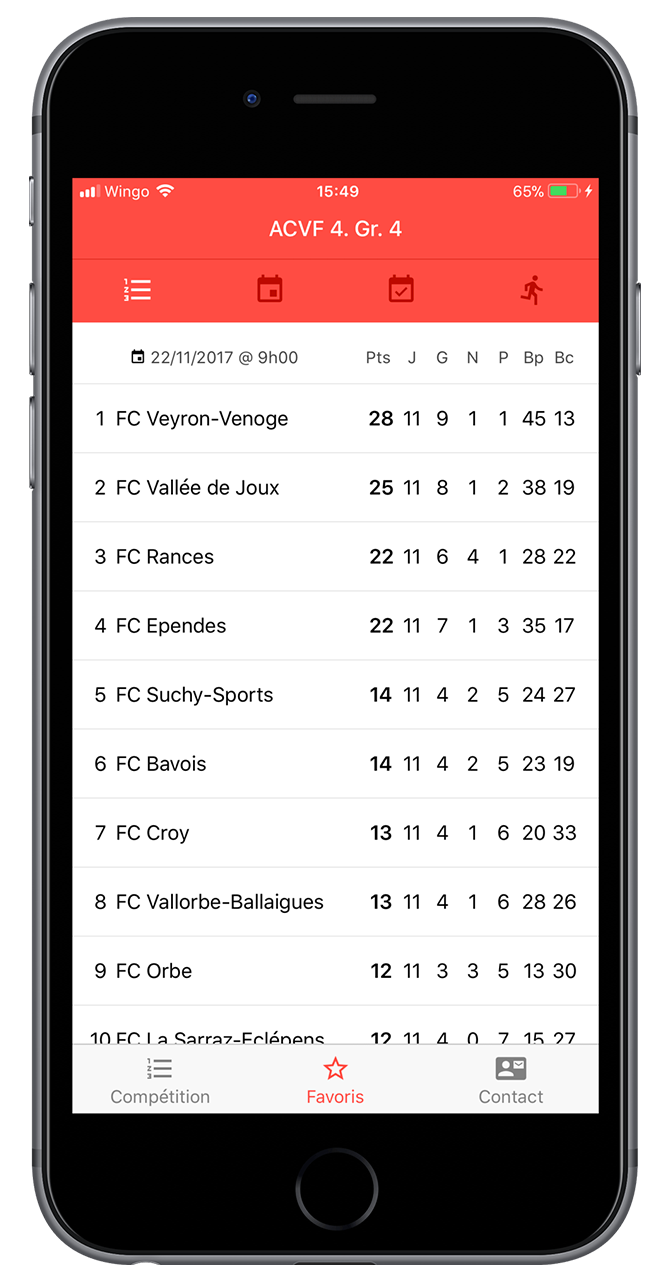 Wingo 15:49 65%
ACVF 4. Gr. 4
22/11/2017 @ 9h00 Pts J G N P Bp Bc
1 FC Veyron-Venoge 28 11 9 1 1 45 13
2 FC Vallée de Joux 25 11 8 1 2 38 19
3 FC Rances 22 11 6 4 1 28 22
4 FC Ependes 22 11 7 1 3 35 17
5 FC Suchy-Sports 14 11 4 2 5 24 27
6 FC Bavois 14 11 4 2 5 23 19
7 FC Croy 13 11 4 1 6 20 33
8 FC Vallorbe-Ballaigues 13 11 4 1 6 28 26
9 FC Orbe 12 11 3 3 5 13 30
10 FC La Sarraz-Eclépens 12 11 4 0 7 15 27
Compétition Favoris Contact